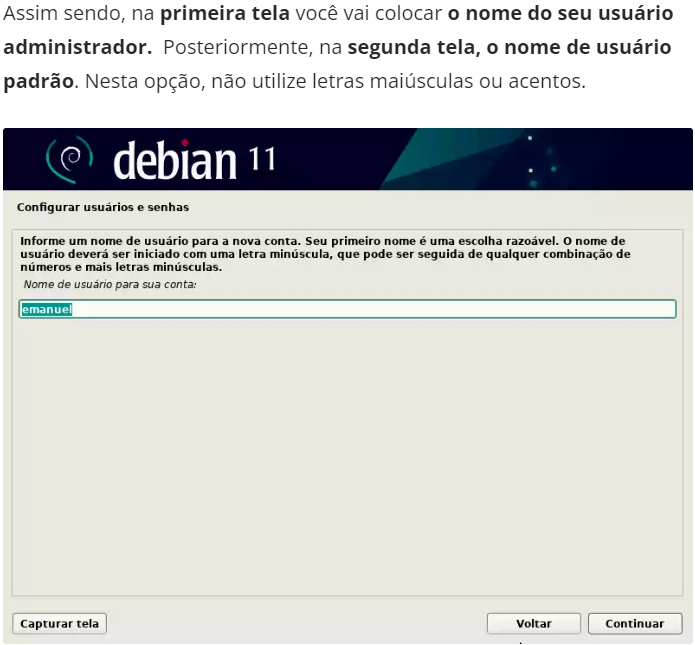 Assim sendo, na primeira tela você vai colocar o nome do seu usuário
administrador. Posteriormente, na segunda tela, o nome de usuário
padrão. Nesta opção, não utilize letras maiúsculas ou acentos.
debian 11
Configurar usuários e senhas
Informe um nome de usuário para a nova conta. Seu primeiro nome é uma escolha razoável. O nome de
usuário deverá ser iniciado com uma letra minúscula, que pode ser seguida de qualquer combinação de
números e mais letras minúsculas.
Nome de usuário para sua conta:
emanuel
Capturar tela
Voltar
Continuar